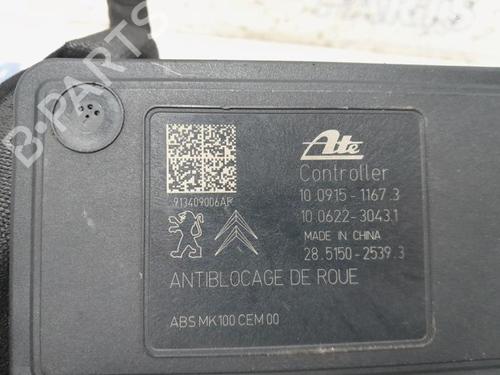 B-PARTS
Ate
Controller
10.0915-1167.3
10.0622-3043.1
MADE IN CHINA
28.5150-2539.3
913409006AF
ANTIBLOCAGE DE ROUE
ABS MK100 CEM 00